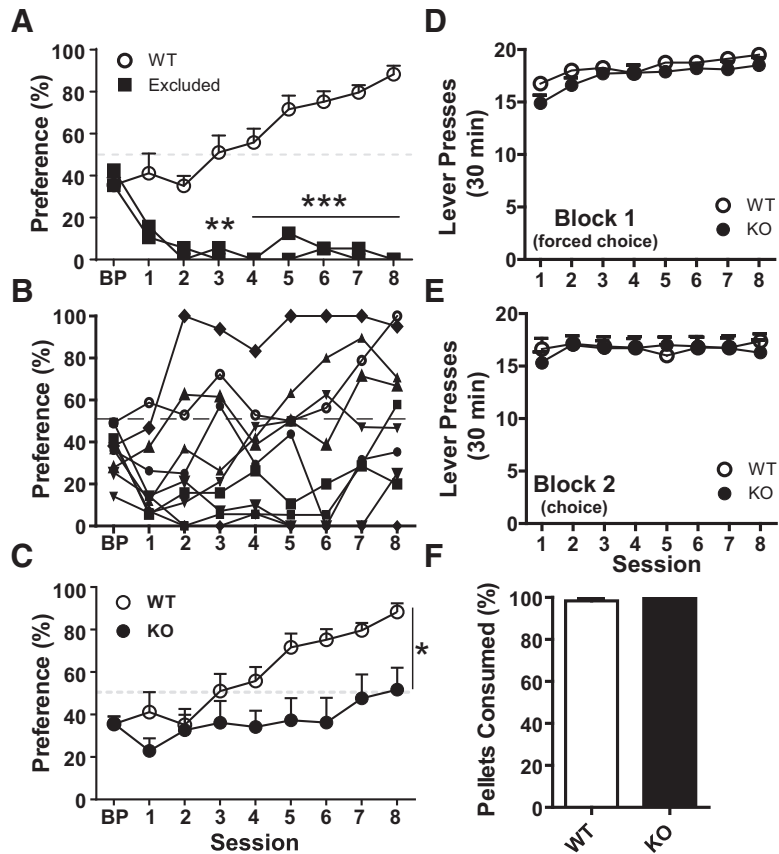 A
Preference (%)
100
80
60
40
20
0
WT
Excluded
**
***
BP 1 2 3 4 5 6 7 8
B
Preference (%)
100
80
60
40
20
0
BP 1 2 3 4 5 6 7 8
C
Preference (%)
100
80
60
40
20
0
WT
KO
*
BP 1 2 3 4 5 6 7 8
Session
D
Lever Presses
(30 min)
20
15
10
5
0
Block 1
(forced choice)
WT
KO
1 2 3 4 5 6 7 8
E
Lever Presses
(30 min)
20
15
10
5
0
Block 2
(choice)
WT
KO
1 2 3 4 5 6 7 8
Session
F
Pellets Consumed (%)
100
80
60
40
20
0
WT
KO